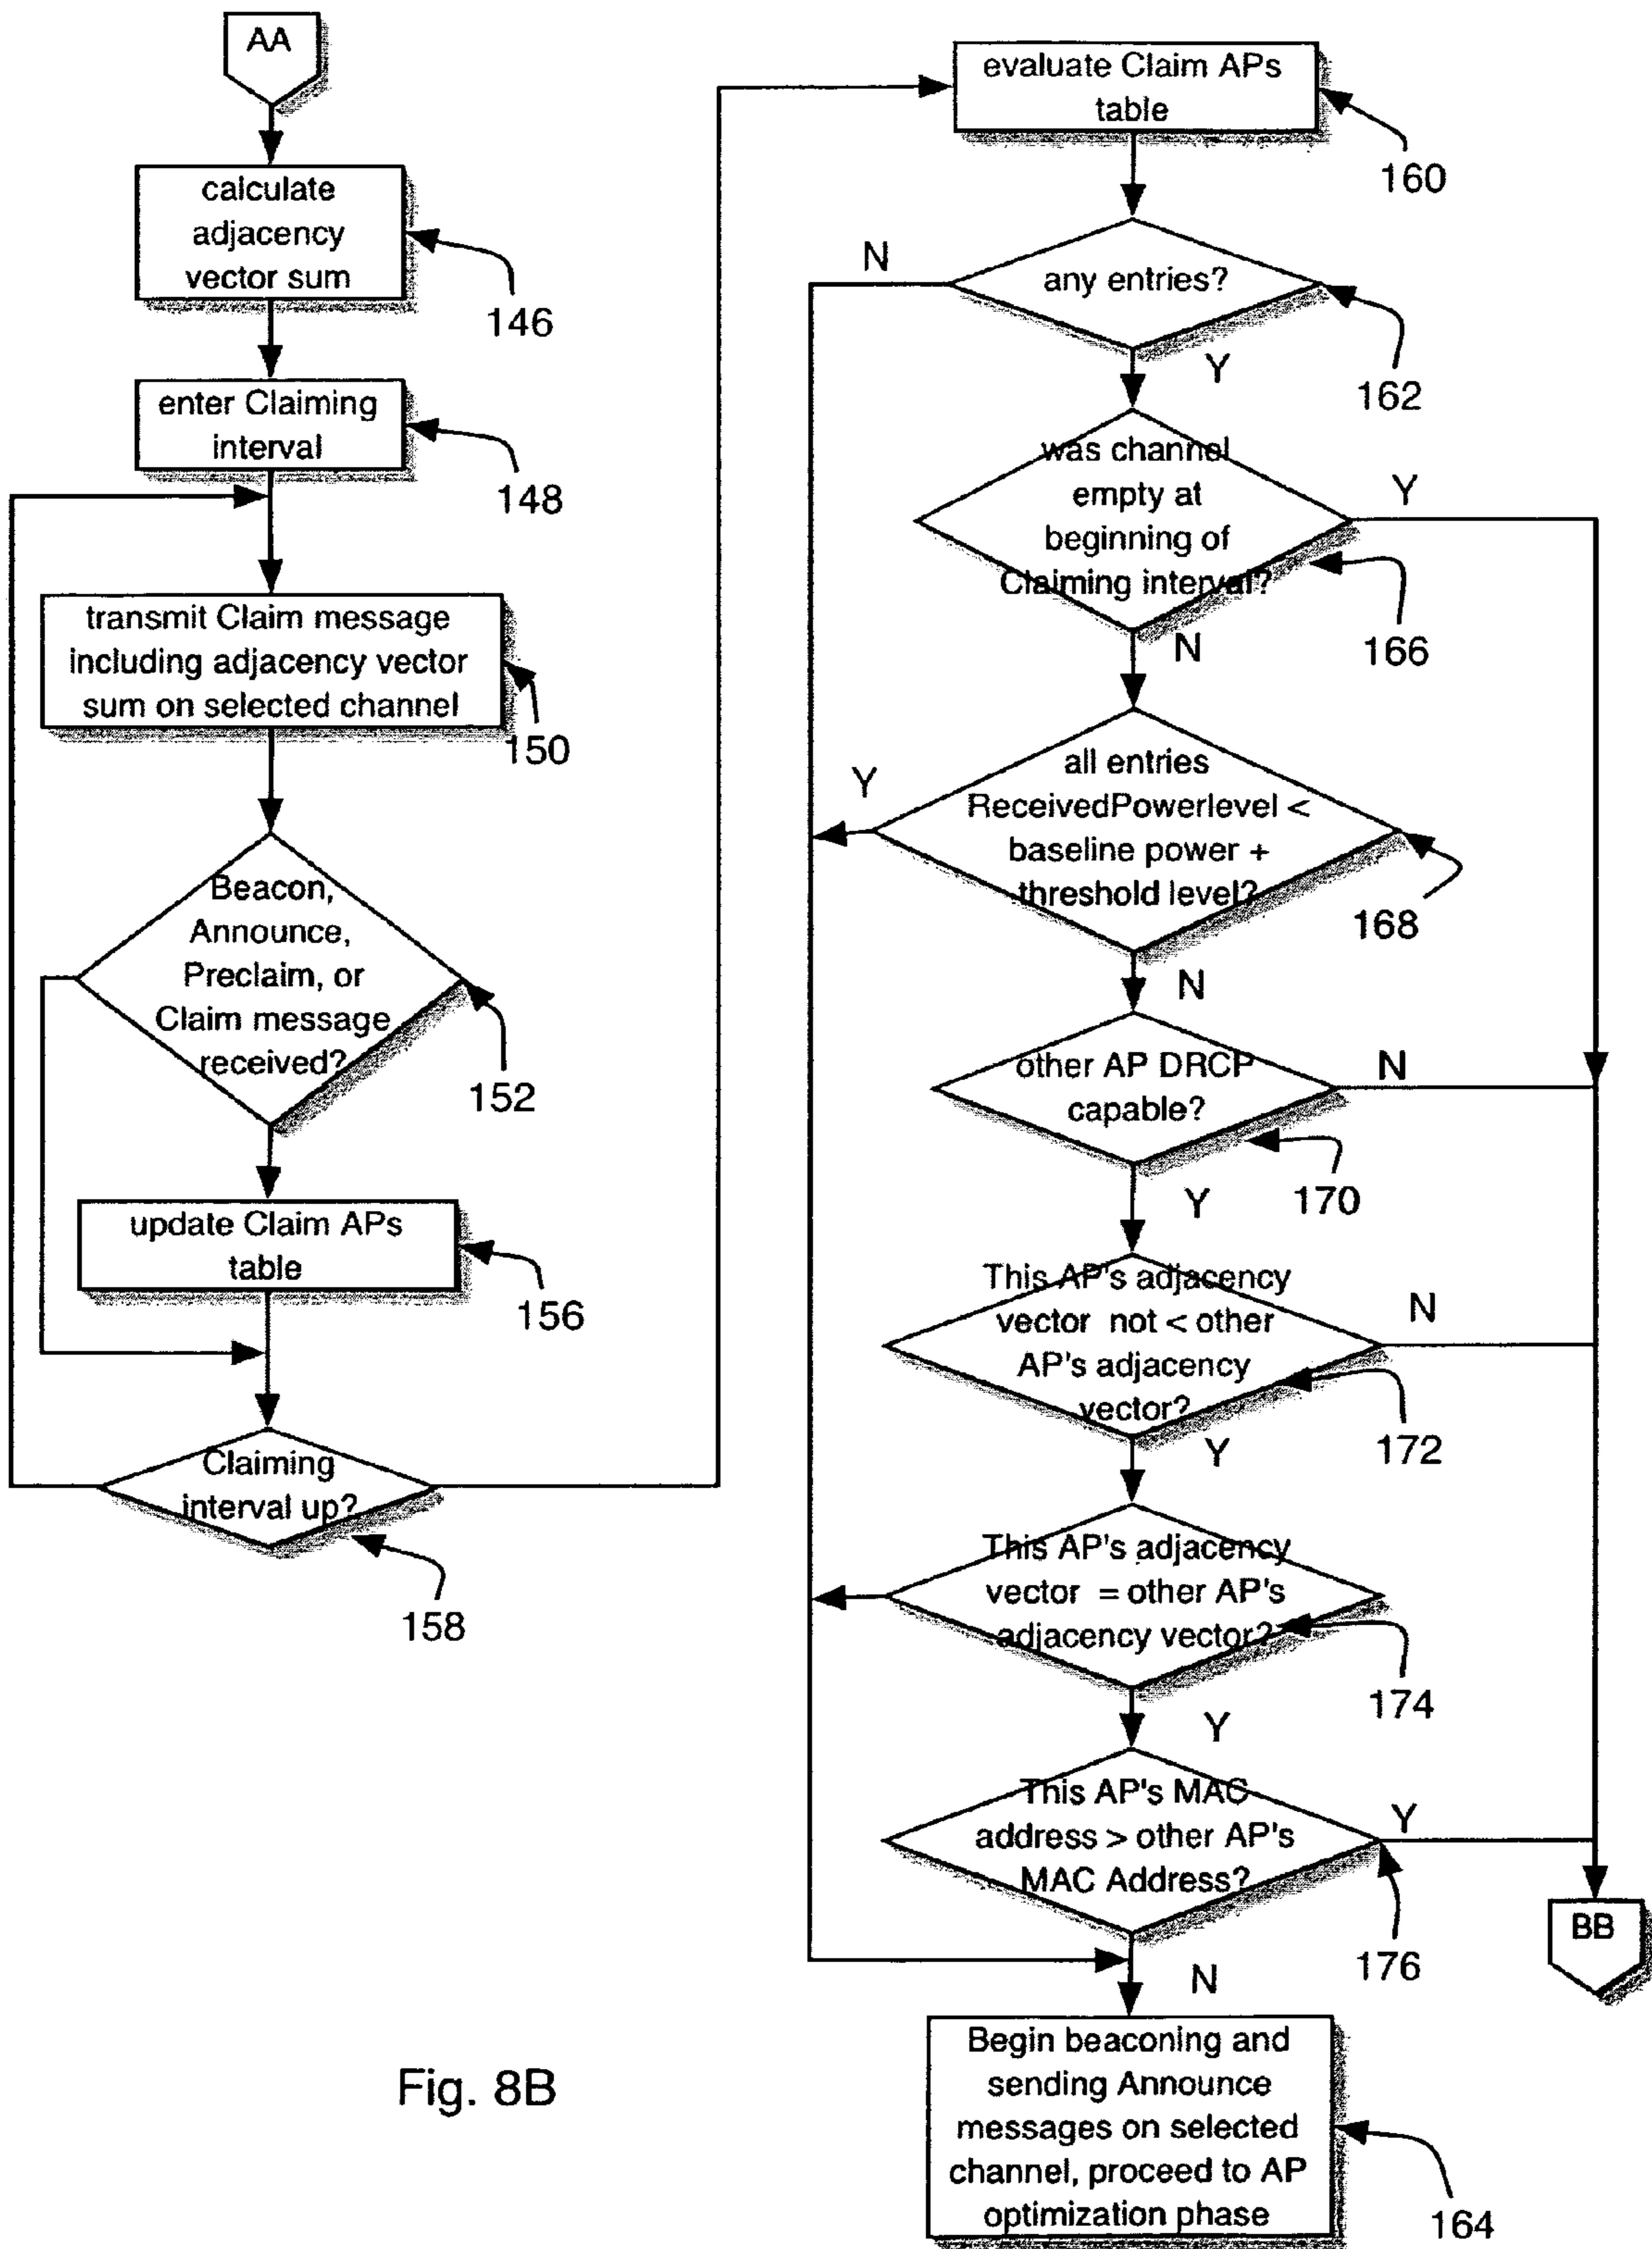 AA
calculate
adjacency
vector sum
146
enter Claiming
interval
148
transmit Claim message
including adjacency vector
sum on selected channel
150
Beacon,
Announce,
Preclaim, or
Claim message
received?
152
update Claim APs
table
156
Claiming
interval up?
158
evaluate Claim APs
table
160
any entries?
N
Y
162
was channel
empty at
beginning of
Claiming interval?
Y
N
166
all entries
ReceivedPowerlevel <
baseline power +
threshold level?
Y
N
168
other AP DRCP
capable?
N
Y
170
This AP's adjacency
vector not < other
AP's adjacency
vector?
N
Y
172
This AP's adjacency
vector = other AP's
adjacency vector?
Y
174
This AP's MAC
address > other AP's
MAC Address?
Y
N
176
BB
Begin beaconing and
sending Announce
messages on selected
channel, proceed to AP
optimization phase
164
Fig. 8B